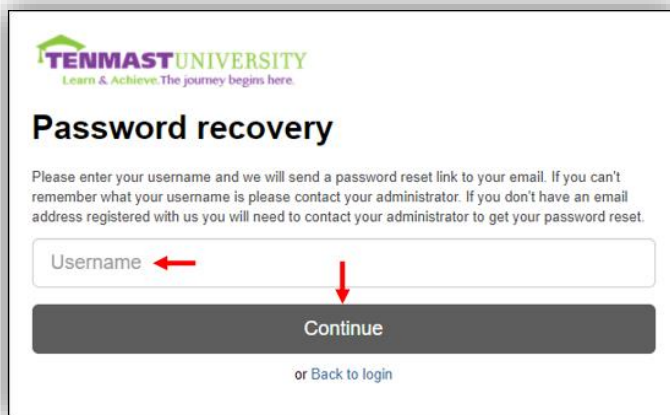 TENMASTUNIVERSITY
Learn & Achieve.The journey begins here.
Password recovery
Please enter your username and we will send a password reset link to your email. If you can't
remember what your username is please contact your administrator. If you don't have an email
address registered with us you will need to contact your administrator to get your password reset.
Username
Continue
or Back to login